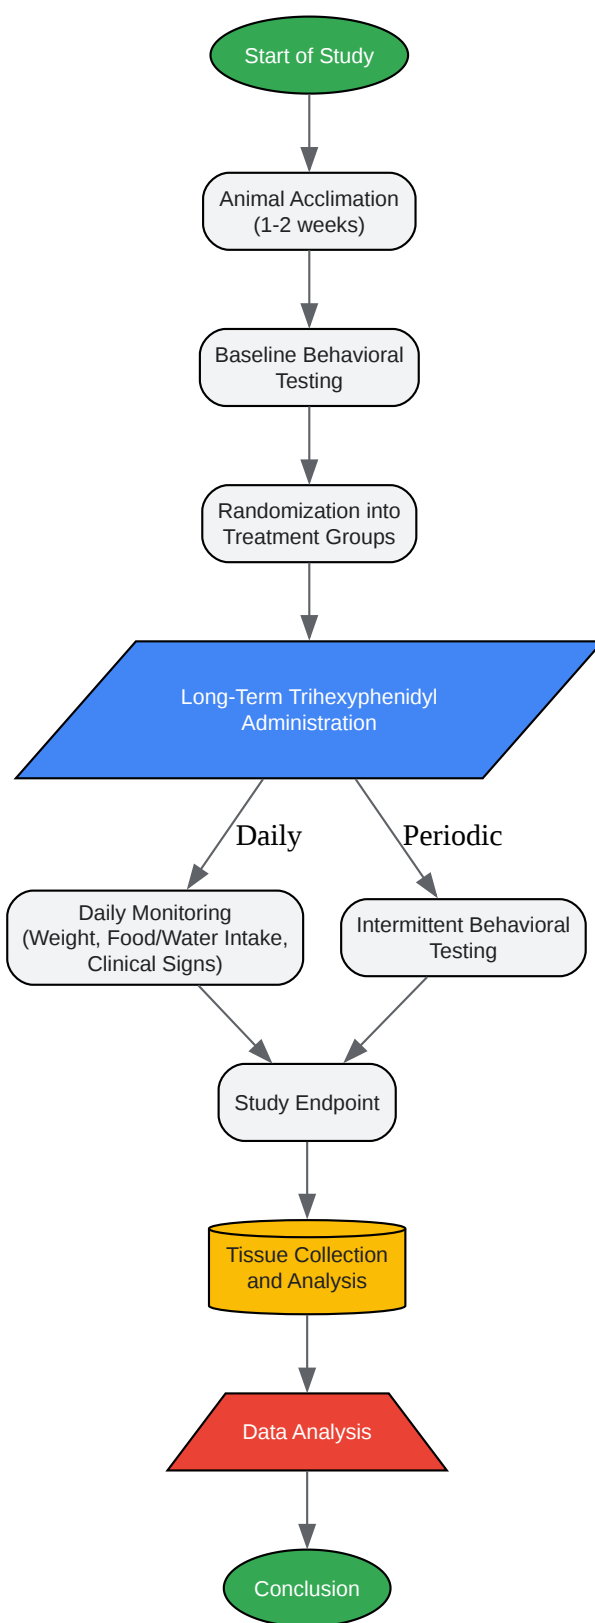 Start of Study
Animal Acclimation
(1-2 weeks)
Baseline Behavioral
Testing
Randomization into
Treatment Groups
Long-Term Trihexyphenidyl
Administration
Daily
Periodic
Daily Monitoring
(Weight, Food/Water Intake,
Clinical Signs)
Intermittent Behavioral
Testing
Study Endpoint
Tissue Collection
and Analysis
Data Analysis
Conclusion